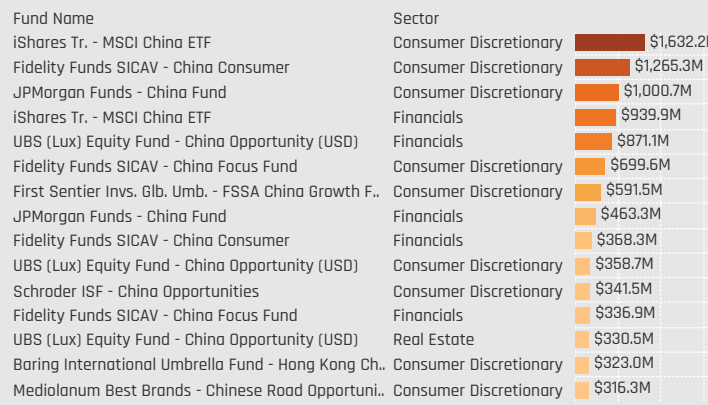 Fund Name Sector
iShares Tr. - MSCI China ETF Consumer Discretionary $1,632.2
Fidelity Funds SICAV - China Consumer Consumer Discretionary $1,265.3M
JPMorgan Funds - China Fund Consumer Discretionary $1,000.7M
iShares Tr. - MSCI China ETF Financials $939.9M
UBS (Lux) Equity Fund - China Opportunity (USD) Financials $871.1M
Fidelity Funds SICAV - China Focus Fund Consumer Discretionary $699.6M
First Sentier Invs. Glb. Umb. - FSSA China Growth F.. Consumer Discretionary $591.5M
JPMorgan Funds - China Fund Financials $463.3M
Fidelity Funds SICAV - China Consumer Financials $368.3M
UBS (Lux) Equity Fund - China Opportunity (USD) Consumer Discretionary $358.7M
Schroder ISF - China Opportunities Consumer Discretionary $341.5M
Fidelity Funds SICAV - China Focus Fund Financials $336.9M
UBS (Lux) Equity Fund - China Opportunity (USD) Real Estate $330.5M
Baring International Umbrella Fund - Hong Kong Ch.. Consumer Discretionary $323.0M
Mediolanum Best Brands - Chinese Road Opportuni.. Consumer Discretionary $316.3M